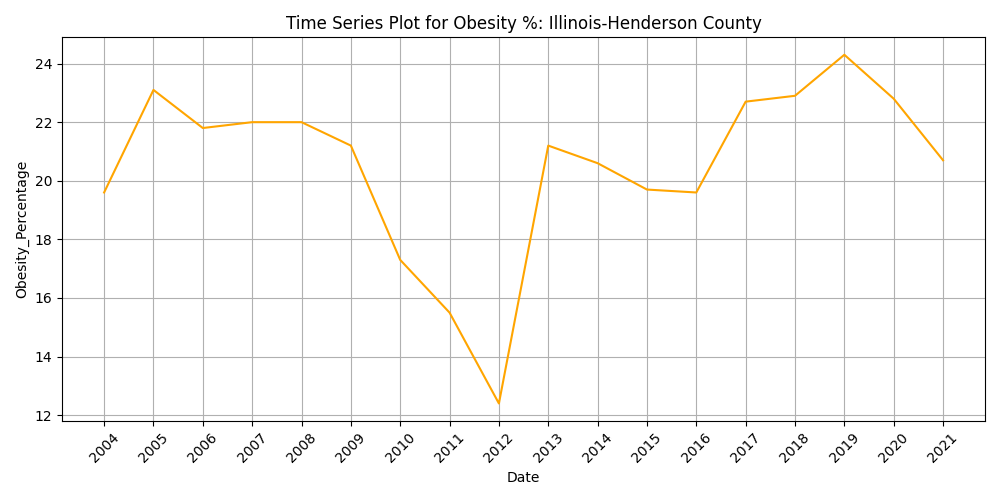 Time Series Plot for Obesity %: Illinois-Henderson County
Obesity_Percentage
24
22
20
18
16
14
12
2004 2005 2006 2007 2008 2009 2010 2011 2012 2013 2014 2015 2016 2017 2018 2019 2020 2021
Date